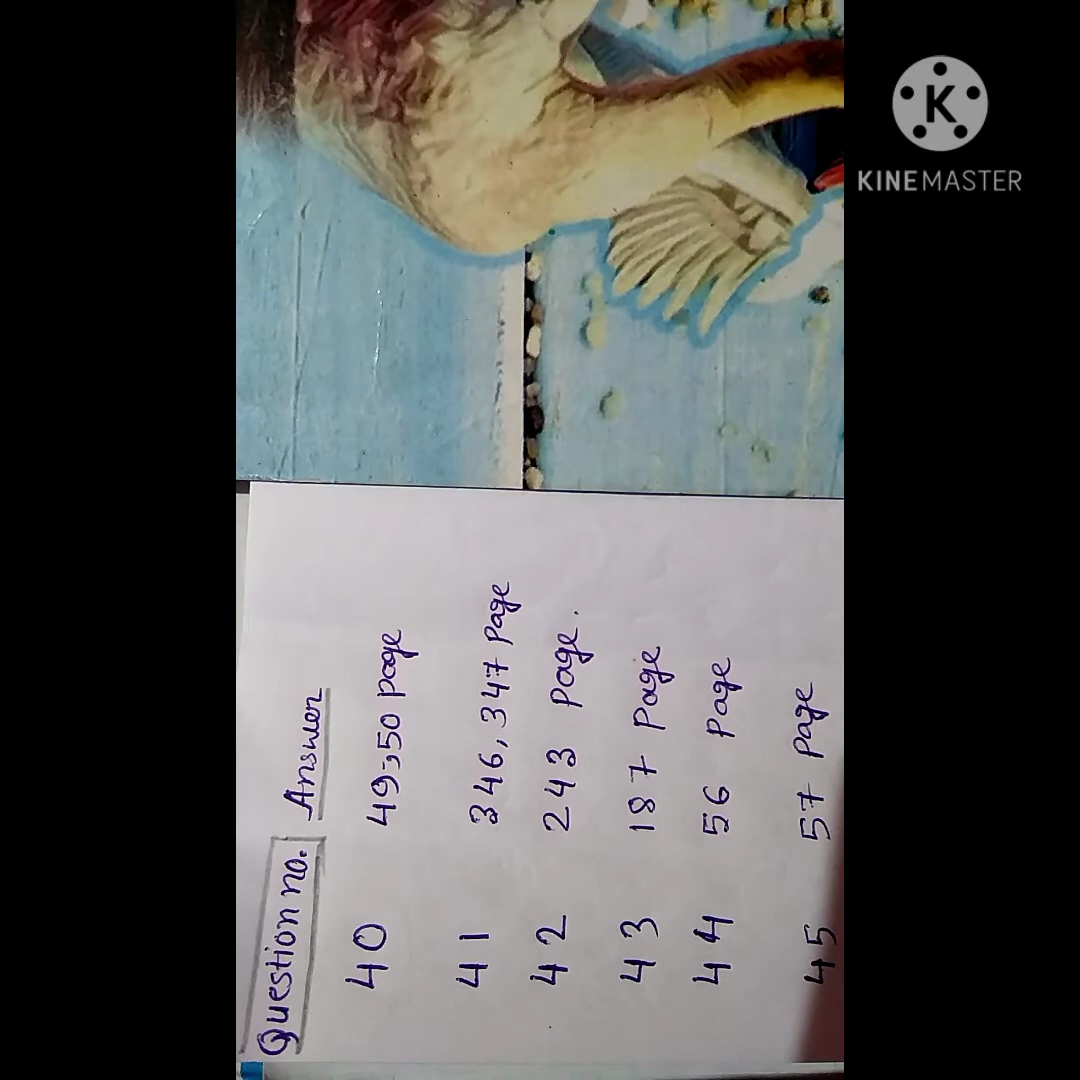 K
KINEMASTER
Question no. Answer
40 49,50 page
41 346, 347 Page
42 243 Page.
43 187 Page
44 56 Page
45 57 Page